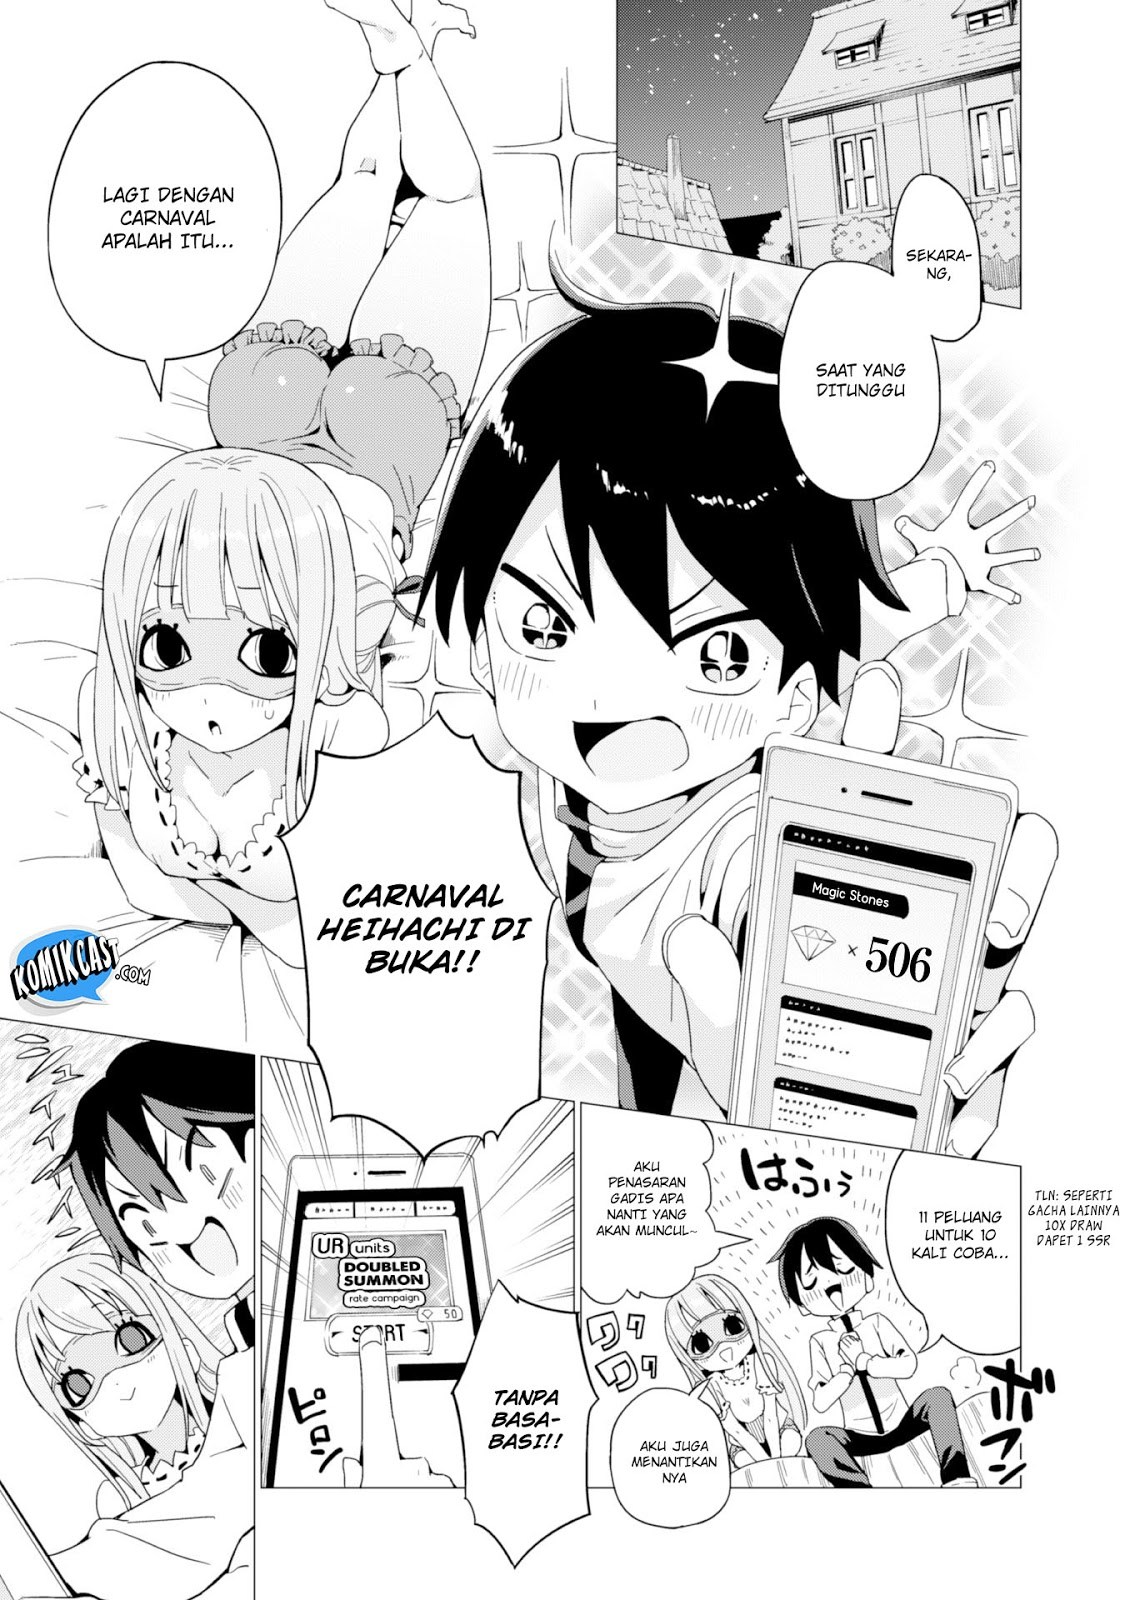 SEKARA-
NG,
SAAT YANG
DITUNGGU
LAGI DENGAN
CARNAVAL
APALAH ITU...
CARNAVAL
HEIHACHI DI
BUKA!!
Magic Stones
× 506
KOMIKCAST
.COM
11 PELUANG
UNTUK 10
KALI COBA...
TLN: SEPERTI
GACHA LAINNYA
10X DRAW
DAPET 1 SSR
AKU
PENASARAN
GADIS APA
NANTI YANG
AKAN MUNCUL~
はふぅ
ワクワク
AKU JUGA
MENANTIKAN
NYA
ボフン
UR units
DOUBLED
SUMMON
rate campaign
50
START
ピロン
TANPA
BASA-
BASI!!